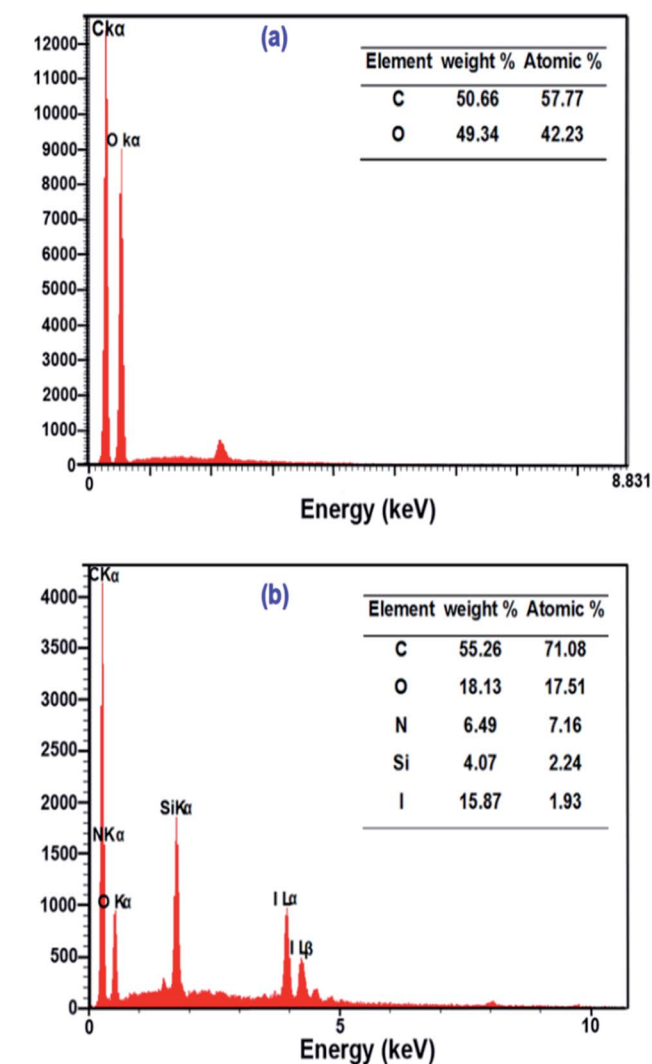 Ckα
(a)
12000
11000
10000
9000
8000
7000
6000
5000
4000
3000
2000
1000
0
O kα
Element weight % Atomic %
C 50.66 57.77
O 49.34 42.23
0
8.831
Energy (keV)
CKα
(b)
4000
3500
3000
2500
2000
1500
1000
500
0
NKα
O Kα
SiKα
I Lα
I Lβ
Element weight % Atomic %
C 55.26 71.08
O 18.13 17.51
N 6.49 7.16
Si 4.07 2.24
I 15.87 1.93
0 5 10
Energy (keV)